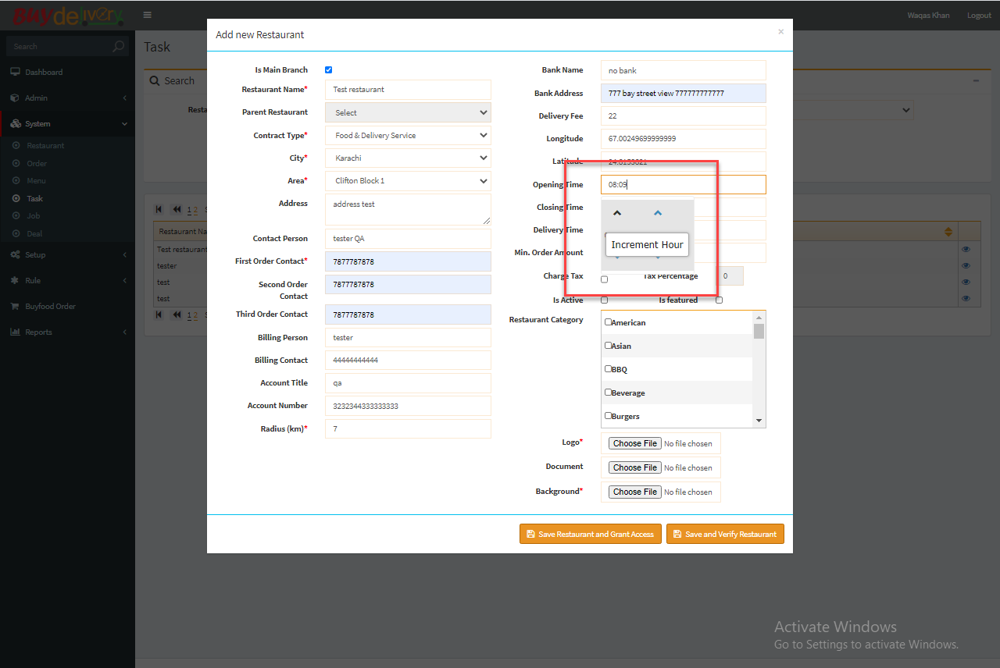 Buydelivery
Waqas Khan
Logout
Search
Dashboard
Admin
System
Restaurant
Order
Menu
Task
Job
Deal
Setup
Rule
Buyfood Order
Reports
Task
Search
Resta
1 2
Restaurant Na
Test restaurant
tester
test
test
1 2
Add new Restaurant
×
Is Main Branch
Restaurant Name* Test restaurant
Parent Restaurant Select
Contract Type* Food & Delivery Service
City* Karachi
Area* Clifton Block 1
Address address test
Contact Person tester QA
First Order Contact* 7877787878
Second Order Contact 7877787878
Third Order Contact 7877787878
Billing Person tester
Billing Contact 44444444444
Account Title qa
Account Number 3232344333333333
Radius (km)* 7
Bank Name no bank
Bank Address 777 bay street view 777777777777
Delivery Fee 22
Longitude 67.00249699999999
Latitude
Opening Time 08:09
Closing Time
Delivery Time
Increment Hour
Min. Order Amount
Charge Tax Tax Percentage 0
Is Active Is featured
Restaurant Category
American
Asian
BBQ
Beverage
Burgers
Logo* Choose File No file chosen
Document Choose File No file chosen
Background* Choose File No file chosen
Save Restaurant and Grant Access
Save and Verify Restaurant
Activate Windows
Go to Settings to activate Windows.